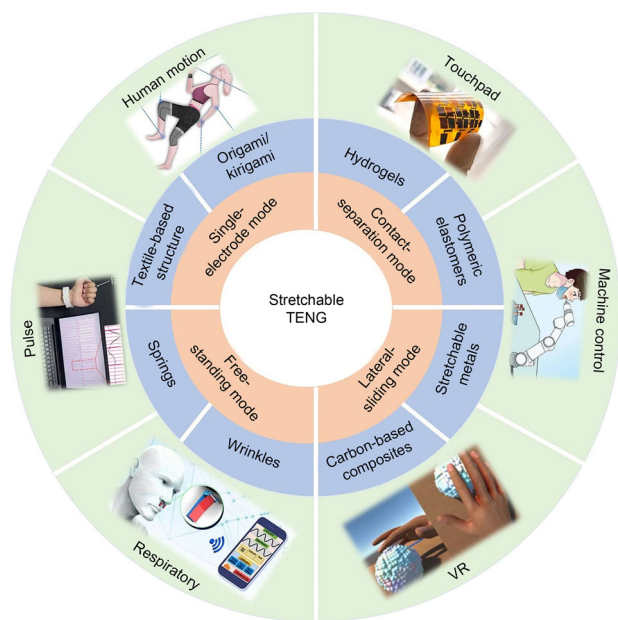 Stretchable
TENG
Single-
electrode mode
Contact-
separation mode
Lateral-
sliding mode
Free-
standing mode
Origami/
kirigami
Hydrogels
Polymeric
elastomers
Stretchable
metals
Carbon-based
composites
Wrinkles
Springs
Textile-based
structure
Human motion
Touchpad
Machine control
VR
Respiratory
Pulse